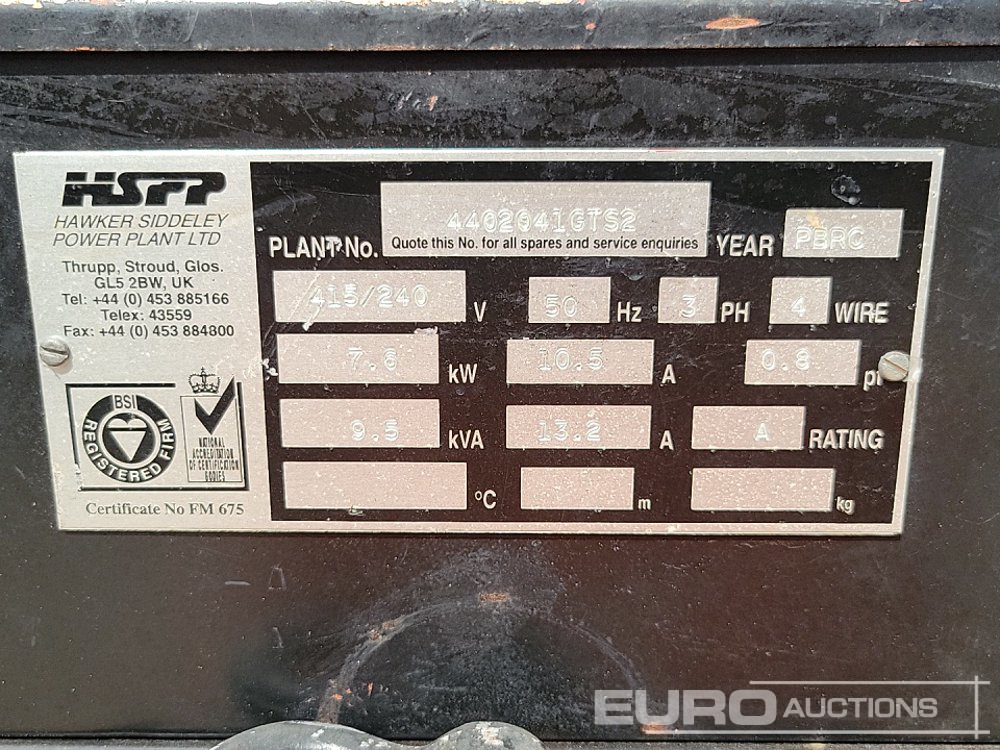 HSPP
HAWKER SIDDELEY
POWER PLANT LTD
Thrupp, Stroud, Glos.
GL5 2BW, UK
Tel: +44 (0) 453 885166
Telex: 43559
Fax: +44 (0) 453 884800
BSI
REGISTERED FIRM
NATIONAL
ACCREDITATION
OF CERTIFICATION
BODIES
Certificate No FM 675
PLANT No. 4402041GTS2 YEAR PBRC
Quote this No. for all spares and service enquiries
415/240 V 50 Hz 3 PH 4 WIRE
7.6 kW 10.5 A 0.8 pf
9.5 kVA 13.2 A A RATING
°C m kg
EURO AUCTIONS